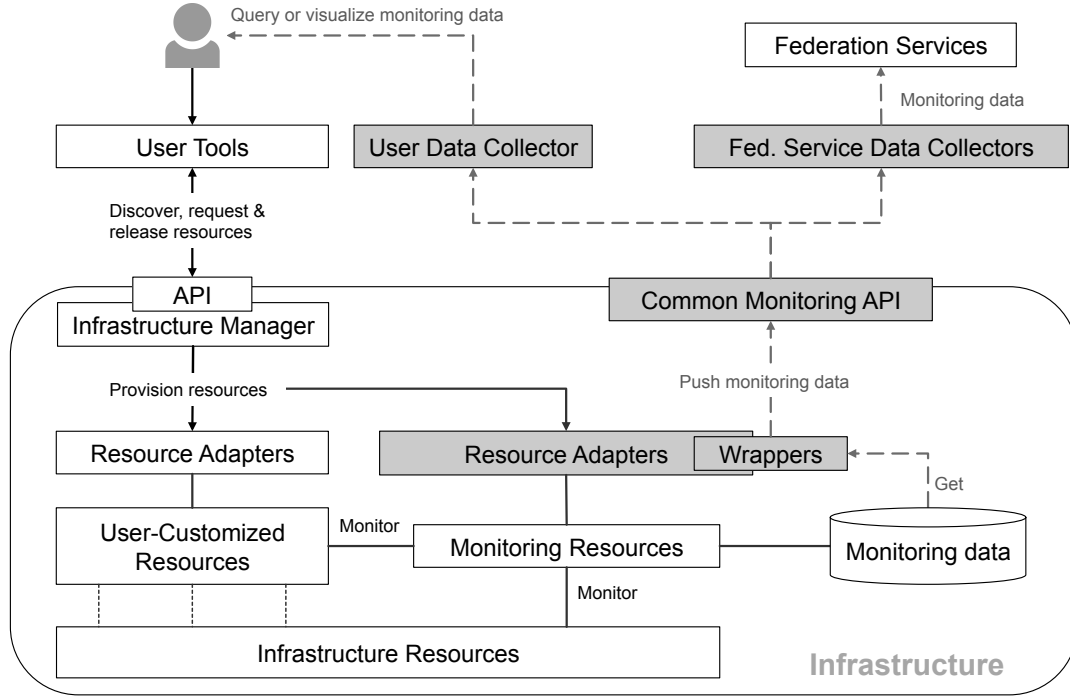 Query or visualize monitoring data
Federation Services
Monitoring data
User Tools
User Data Collector
Fed. Service Data Collectors
Discover, request &
release resources
API
Common Monitoring API
Infrastructure Manager
Provision resources
Push monitoring data
Resource Adapters
Resource Adapters
Wrappers
Get
User-Customized
Resources
Monitor
Monitoring Resources
Monitoring data
Monitor
Infrastructure Resources
Infrastructure